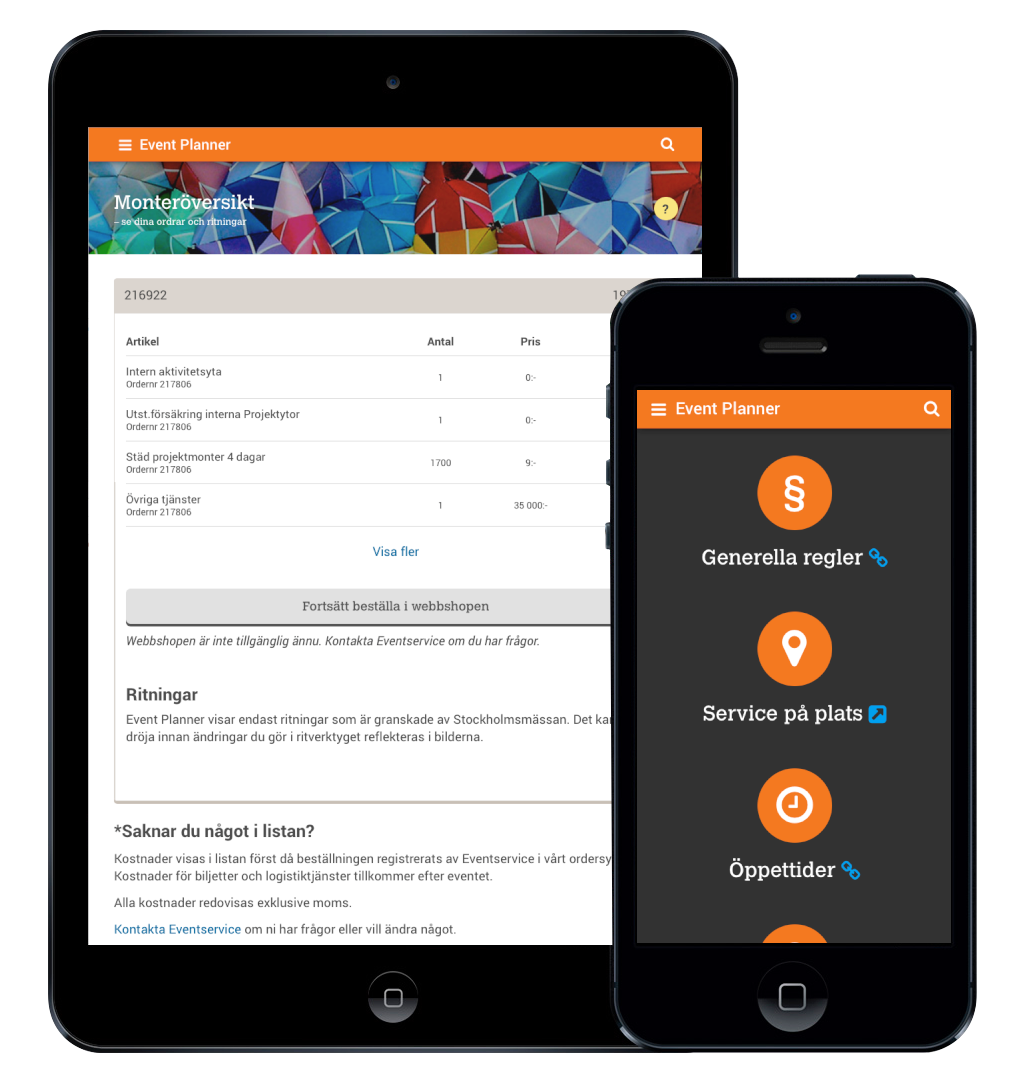 Event Planner
Monteröversikt
– se dina ordrar och ritningar
?
216922
Artikel Antal Pris
Intern aktivitetsyta 1 0:-
Ordernr 217806
Utst.försäkring interna Projektytor 1 0:-
Ordernr 217806
Städ projektmonter 4 dagar 1700 9:-
Ordernr 217806
Övriga tjänster 1 35 000:-
Ordernr 217806
Visa fler
Fortsätt beställa i webbshopen
Webbshopen är inte tillgänglig ännu. Kontakta Eventservice om du har frågor.
Ritningar
Event Planner visar endast ritningar som är granskade av Stockholmsmässan. Det
dröja innan ändringar du gör i ritverktyget reflekteras i bilderna.
*Saknar du något i listan?
Kostnader visas i listan först då beställningen registrerats av Eventservice i vårt
Kostnader för biljetter och logistiktjänster tillkommer efter eventet.
Alla kostnader redovisas exklusive moms.
Kontakta Eventservice om ni har frågor eller vill ändra något.
Event Planner
§
Generella regler
Service på plats
Öppettider